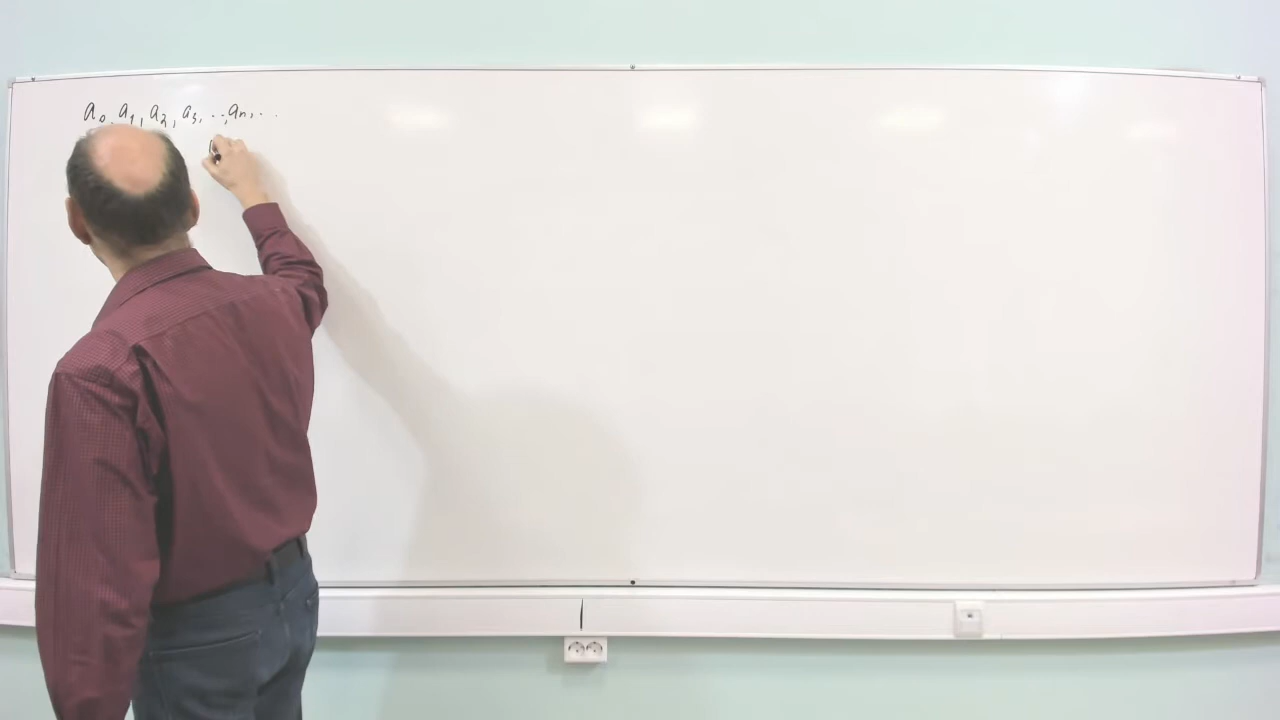 a₀, a₁, a₂, a₃, ..., aₙ, ...